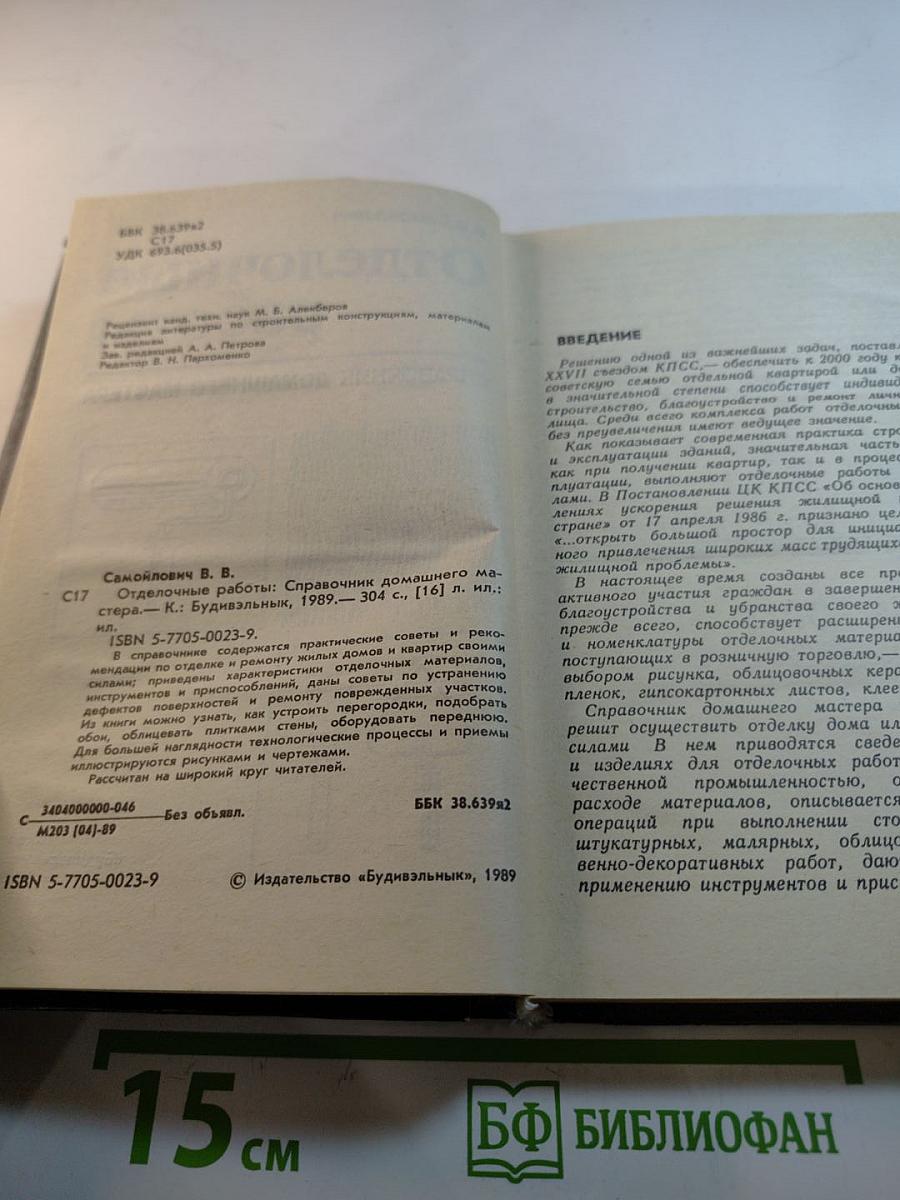 ББК 38.639я2
С17
УДК 693.6(035.5)
Рецензент канд. техн. наук М. Б. Алекберов
Редакция литературы по строительным конструкциям, материалам
и изделиям
Зав. редакцией А. А. Петрова
Редактор В. Н. Пархоменко
Самойлович В. В.
С17 Отделочные работы: Справочник домашнего ма-
стера.— К.: Будивэльнык, 1989.— 304 с., [16] л. ил.:
ил.
ISBN 5-7705-0023-9.
В справочнике содержатся практические советы и реко-
мендации по отделке и ремонту жилых домов и квартир своими
силами; приведены характеристики отделочных материалов,
инструментов и приспособлений, даны советы по устранению
дефектов поверхностей и ремонту поврежденных участков.
Из книги можно узнать, как устроить перегородки, подобрать
обои, облицевать плитками стены, оборудовать переднюю.
Для большей наглядности технологические процессы и приемы
иллюстрируются рисунками и чертежами.
Рассчитан на широкий круг читателей.
С 3404000000-046 Без объявл.
М203 (04)-89
ББК 38.639я2
ISBN 5-7705-0023-9
© Издательство «Будивэльнык», 1989
ВВЕДЕНИЕ
Решению одной из важнейших задач, постав
XXVII съездом КПСС,— обеспечить к 2000 году к
советскую семью отдельной квартирой или д
в значительной степени способствует индивид
строительство, благоустройство и ремонт личн
лища. Среди всего комплекса работ отделочны
без преувеличения имеют ведущее значение.
Как показывает современная практика стро
и эксплуатации зданий, значительная часть
как при получении квартир, так и в процес
плуатации, выполняют отделочные работы
лами. В Постановлении ЦК КПСС «Об основ
лениях ускорения решения жилищной
стране» от 17 апреля 1986 г. признано цел
«...открыть большой простор для инициа
ного привлечения широких масс трудящих
жилищной проблемы».
В настоящее время созданы все пр
активного участия граждан в завершен
благоустройства и убранства своего ж
прежде всего, способствует расширен
и номенклатуры отделочных материа
поступающих в розничную торговлю,—
выбором рисунка, облицовочных кера
пленок, гипсокартонных листов, клее
Справочник домашнего мастера
решит осуществить отделку дома ил
силами В нем приводятся сведе
и изделиях для отделочных работ
чественной промышленностью, о
расходе материалов, описывается
операций при выполнении сто
штукатурных, малярных, облицо
венно-декоративных работ, дают
применению инструментов и прис
15 см
БФ БИБЛИОФАН